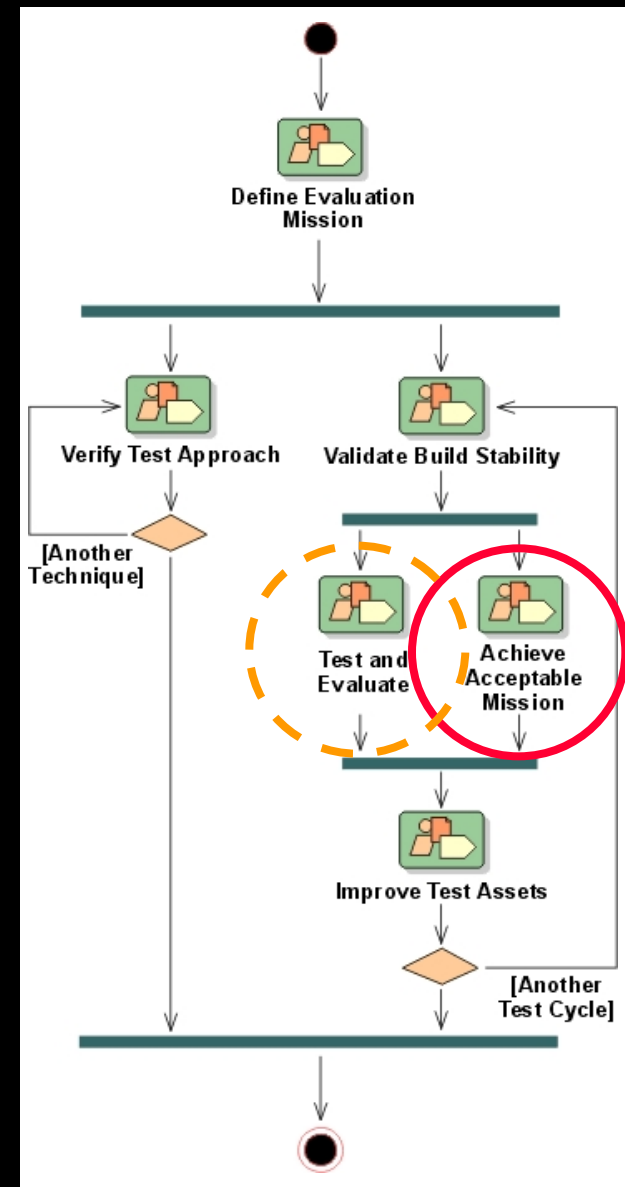 Define Evaluation
Mission
Verify Test Approach
Validate Build Stability
[Another
Technique]
Test and
Evaluate
Achieve
Acceptable
Mission
Improve Test Assets
[Another
Test Cycle]